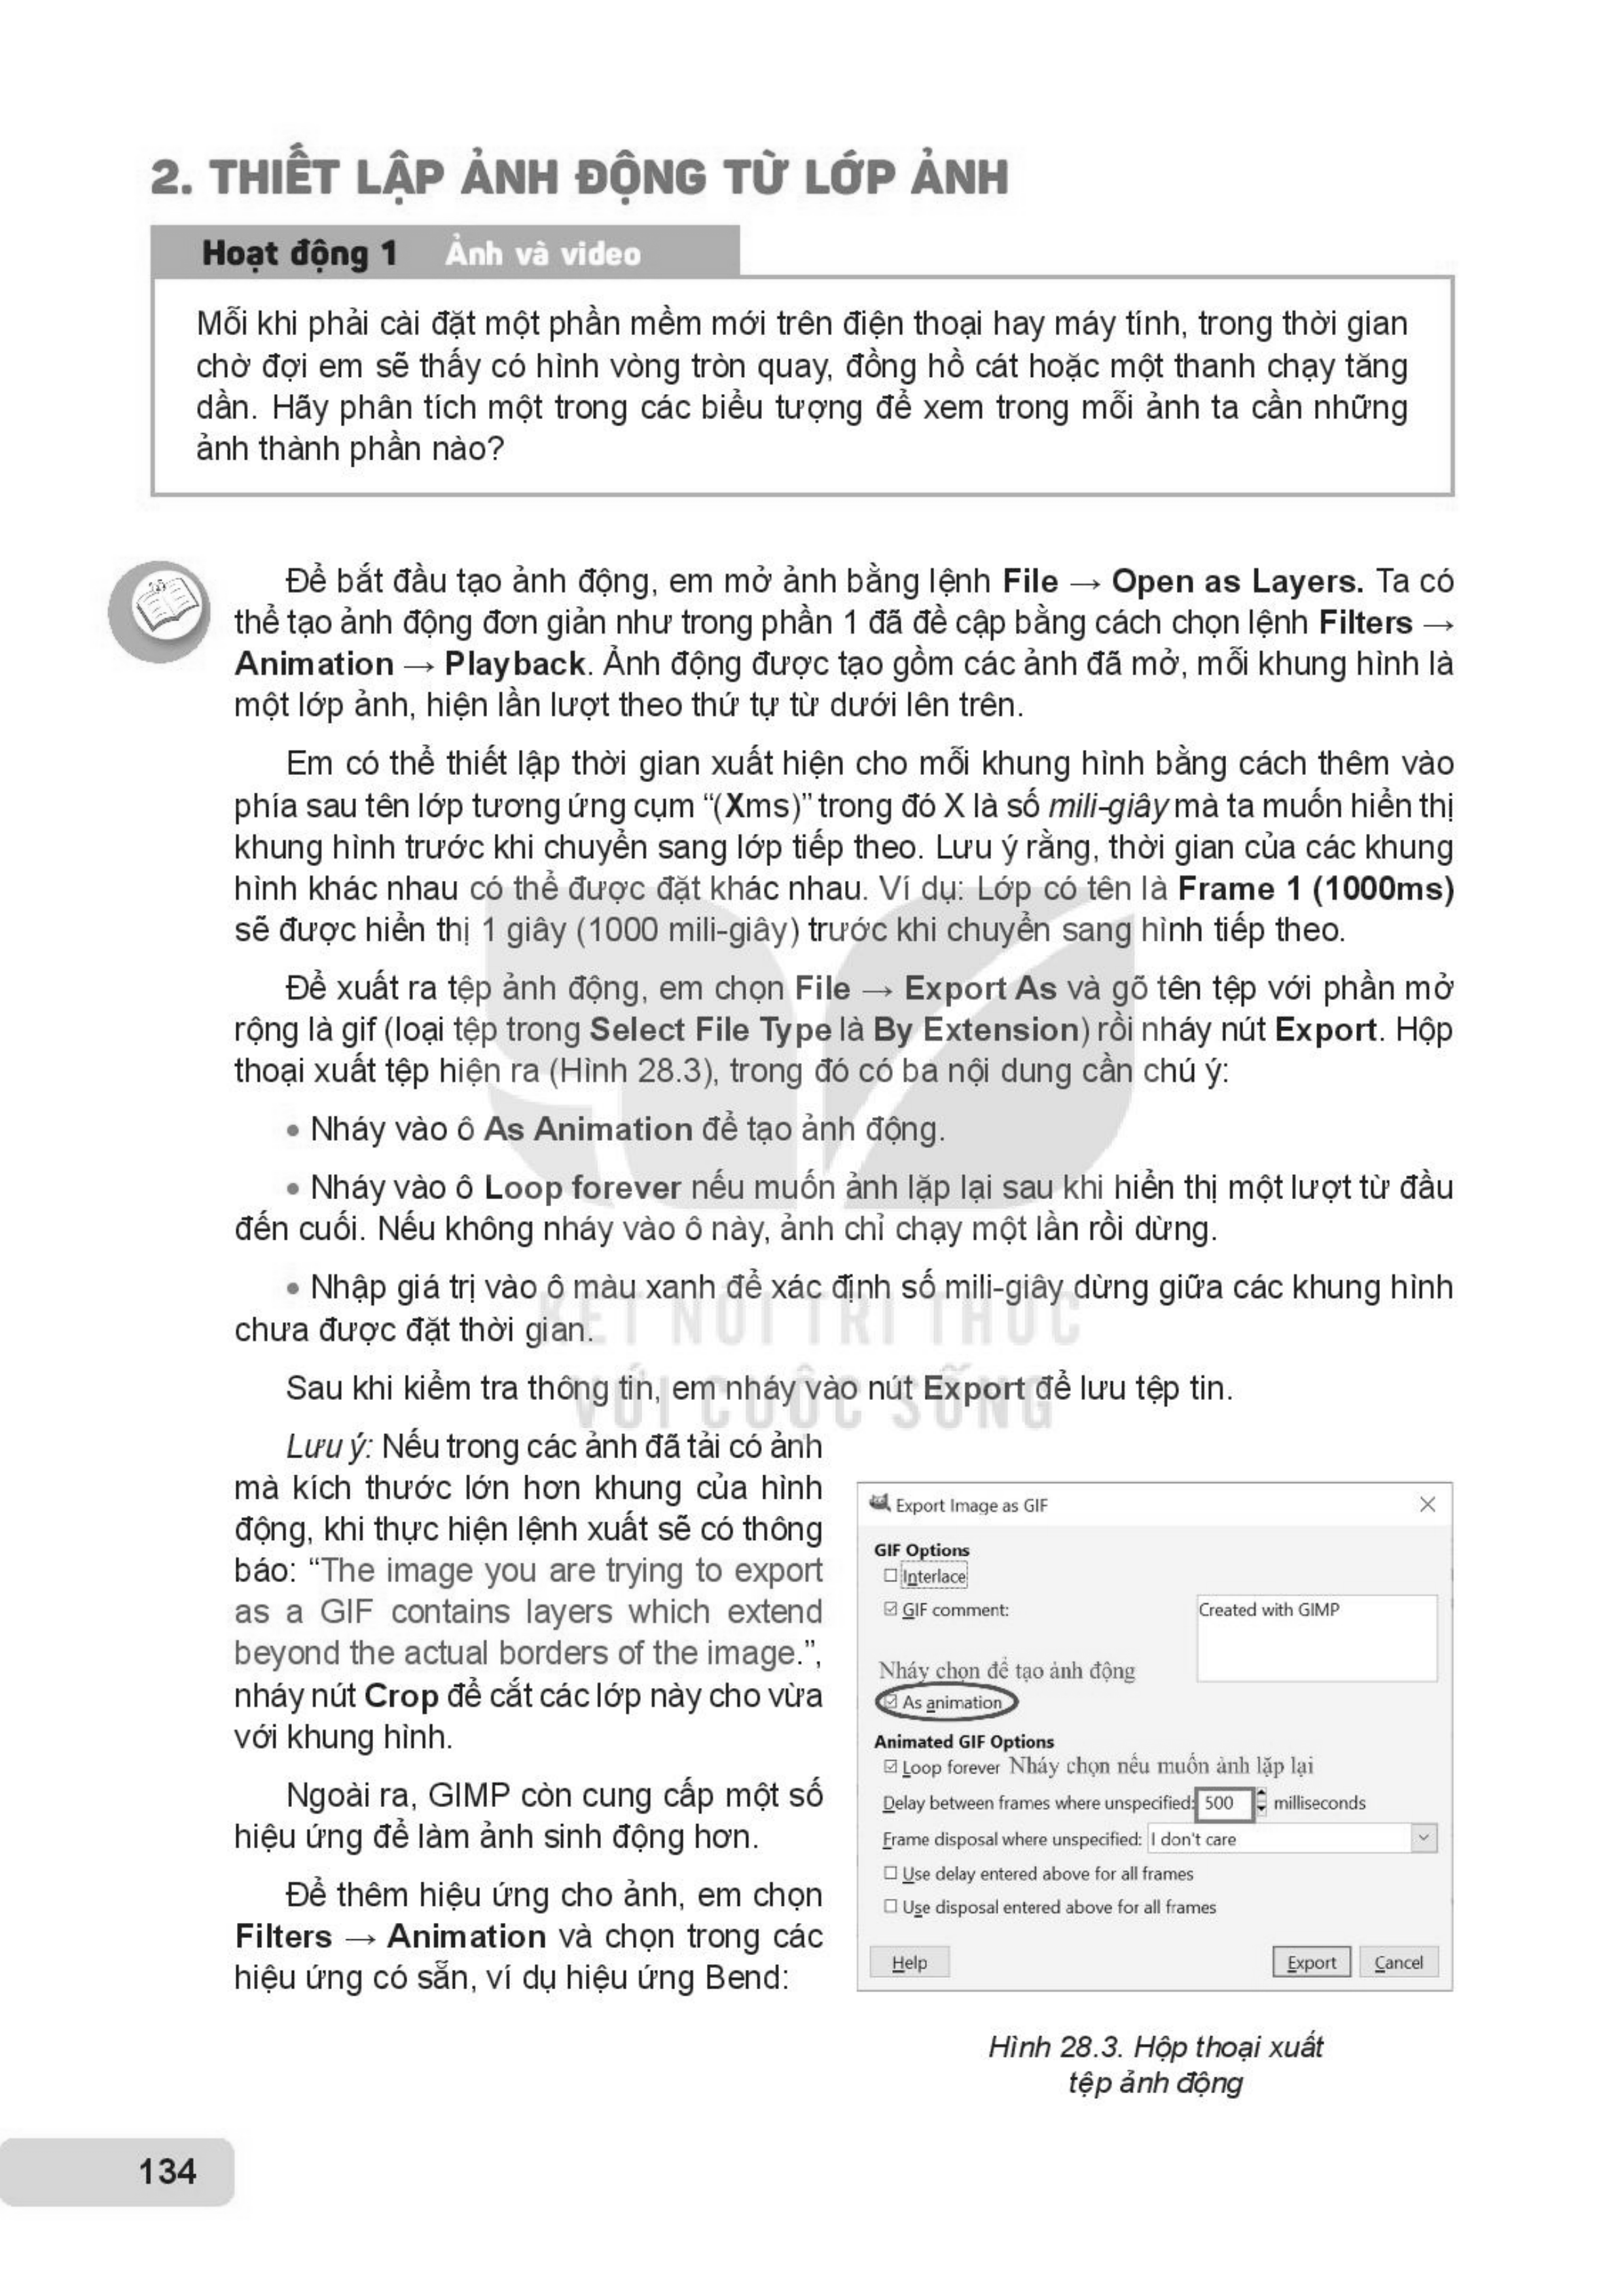 2. THIẾT LẬP ẢNH ĐỘNG TỪ LỚP ẢNH
Hoạt động 1 Ảnh và video
Mỗi khi phải cài đặt một phần mềm mới trên điện thoại hay máy tính, trong thời gian
chờ đợi em sẽ thấy có hình vòng tròn quay, đồng hồ cát hoặc một thanh chạy tăng
dần. Hãy phân tích một trong các biểu tượng để xem trong mỗi ảnh ta cần những
ảnh thành phần nào?
Để bắt đầu tạo ảnh động, em mở ảnh bằng lệnh File → Open as Layers. Ta có
thể tạo ảnh động đơn giản như trong phần 1 đã đề cập bằng cách chọn lệnh Filters →
Animation → Playback. Ảnh động được tạo gồm các ảnh đã mở, mỗi khung hình là
một lớp ảnh, hiện lần lượt theo thứ tự từ dưới lên trên.
Em có thể thiết lập thời gian xuất hiện cho mỗi khung hình bằng cách thêm vào
phía sau tên lớp tương ứng cụm “(Xms)” trong đó X là số mili-giây mà ta muốn hiển thị
khung hình trước khi chuyển sang lớp tiếp theo. Lưu ý rằng, thời gian của các khung
hình khác nhau có thể được đặt khác nhau. Ví dụ: Lớp có tên là Frame 1 (1000ms)
sẽ được hiển thị 1 giây (1000 mili-giây) trước khi chuyển sang hình tiếp theo.
Để xuất ra tệp ảnh động, em chọn File → Export As và gõ tên tệp với phần mở
rộng là gif (loại tệp trong Select File Type là By Extension) rồi nháy nút Export. Hộp
thoại xuất tệp hiện ra (Hình 28.3), trong đó có ba nội dung cần chú ý:
• Nháy vào ô As Animation để tạo ảnh động.
• Nháy vào ô Loop forever nếu muốn ảnh lặp lại sau khi hiển thị một lượt từ đầu
đến cuối. Nếu không nháy vào ô này, ảnh chỉ chạy một lần rồi dừng.
• Nhập giá trị vào ô màu xanh để xác định số mili-giây dừng giữa các khung hình
chưa được đặt thời gian.
KẾT NỐI TRI THỨC
VỚI CUỘC SỐNG
Sau khi kiểm tra thông tin, em nháy vào nút Export để lưu tệp tin.
Lưu ý: Nếu trong các ảnh đã tải có ảnh
mà kích thước lớn hơn khung của hình
động, khi thực hiện lệnh xuất sẽ có thông
báo: “The image you are trying to export
as a GIF contains layers which extend
beyond the actual borders of the image.”,
nháy nút Crop để cắt các lớp này cho vừa
với khung hình.
Ngoài ra, GIMP còn cung cấp một số
hiệu ứng để làm ảnh sinh động hơn.
Để thêm hiệu ứng cho ảnh, em chọn
Filters → Animation và chọn trong các
hiệu ứng có sẵn, ví dụ hiệu ứng Bend:
Export Image as GIF
GIF Options
Interlace
GIF comment:
Created with GIMP
Nháy chọn để tạo ảnh động
As animation
Animated GIF Options
Loop forever Nháy chọn nếu muốn ảnh lặp lại
Delay between frames where unspecified: 500 milliseconds
Frame disposal where unspecified: I don't care
Use delay entered above for all frames
Use disposal entered above for all frames
Help Export Cancel
Hình 28.3. Hộp thoại xuất
tệp ảnh động
134